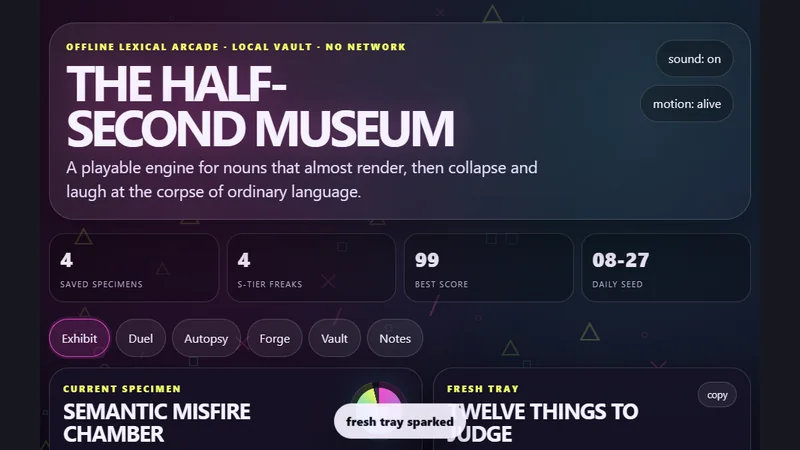 OFFLINE LEXICAL ARCADE · LOCAL VAULT · NO NETWORK
THE HALF-
SECOND MUSEUM
A playable engine for nouns that almost render, then collapse and
laugh at the corpse of ordinary language.
sound: on
motion: alive
4
SAVED SPECIMENS
4
S-TIER FREAKS
99
BEST SCORE
08-27
DAILY SEED
Exhibit
Duel
Autopsy
Forge
Vault
Notes
CURRENT SPECIMEN
SEMANTIC MISFIRE
CHAMBER
FRESH TRAY
TWELVE THINGS TO
JUDGE
copy
fresh tray sparked